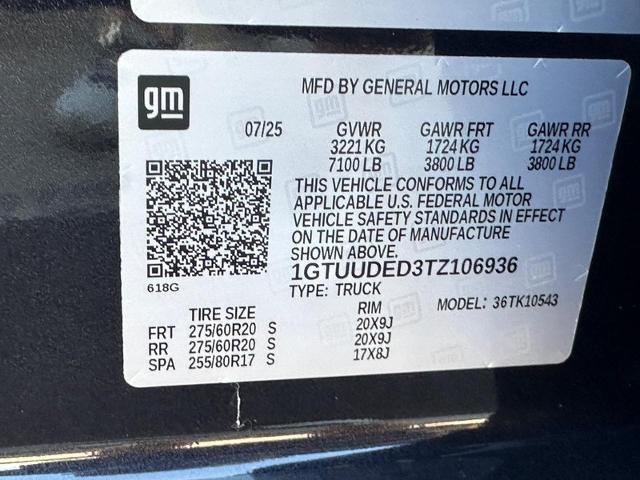 gm
MFD BY GENERAL MOTORS LLC
07/25 GVWR GAWR FRT GAWR RR
3221 KG 1724 KG 1724 KG
7100 LB 3800 LB 3800 LB
THIS VEHICLE CONFORMS TO ALL
APPLICABLE U.S. FEDERAL MOTOR
VEHICLE SAFETY STANDARDS IN EFFECT
ON THE DATE OF MANUFACTURE
SHOWN ABOVE.
1GTUUDED3TZ106936
618G
TYPE: TRUCK
TIRE SIZE RIM MODEL: 36TK10543
FRT 275/60R20 S 20X9J
RR 275/60R20 S 20X9J
SPA 255/80R17 S 17X8J